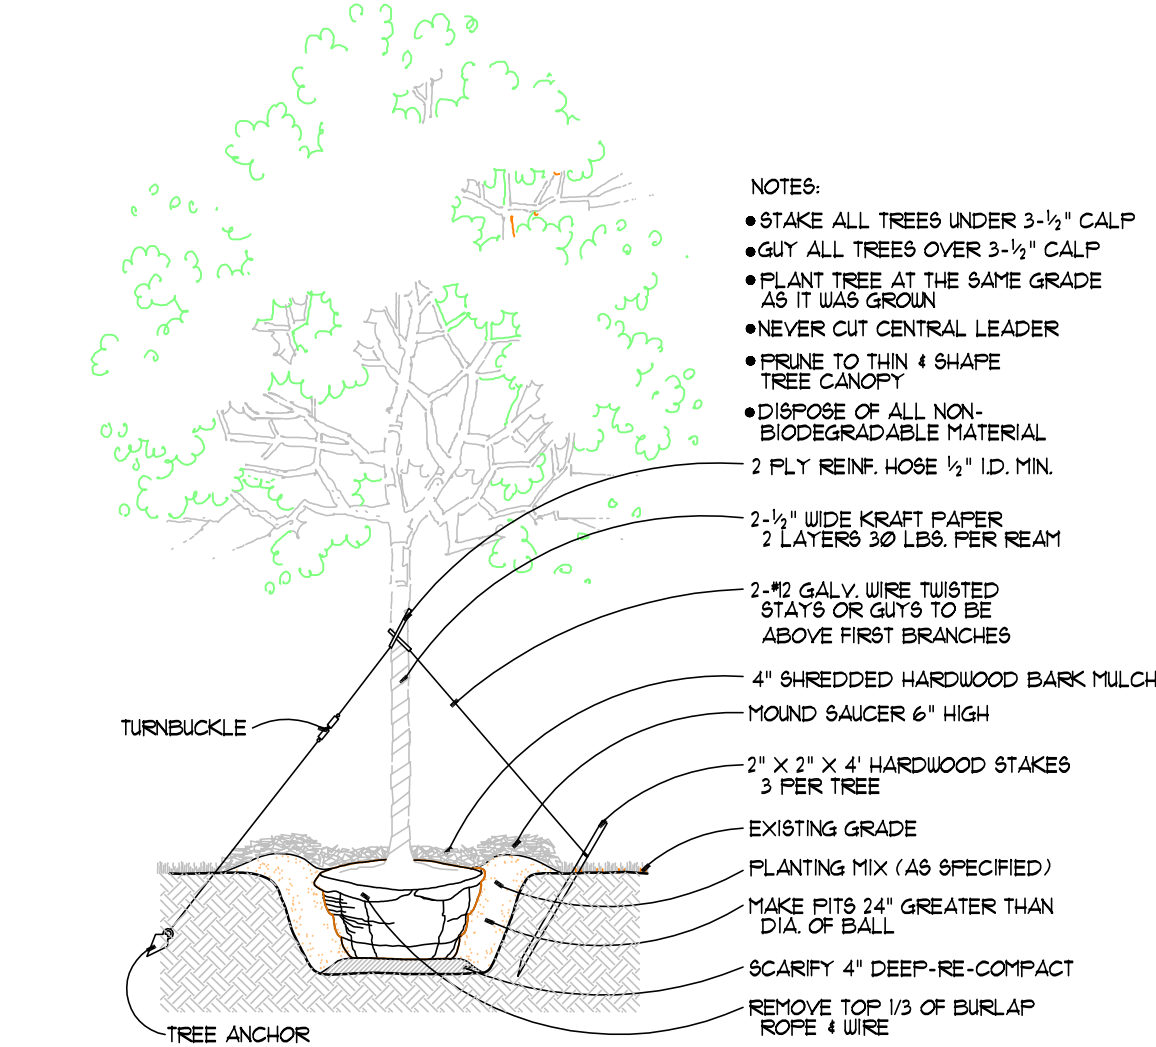 NOTES:
● STAKE ALL TREES UNDER 3-½" CALP
● GUY ALL TREES OVER 3-½" CALP
● PLANT TREE AT THE SAME GRADE
AS IT WAS GROWN
● NEVER CUT CENTRAL LEADER
● PRUNE TO THIN & SHAPE
TREE CANOPY
● DISPOSE OF ALL NON-
BIODEGRADABLE MATERIAL
2 PLY REINF. HOSE ½" I.D. MIN.
2-½" WIDE KRAFT PAPER
2 LAYERS 30 LBS. PER REAM
2-#12 GALV. WIRE TWISTED
STAYS OR GUYS TO BE
ABOVE FIRST BRANCHES
4" SHREDDED HARDWOOD BARK MULCH
MOUND SAUCER 6" HIGH
TURNBUCKLE
2" X 2" X 4' HARDWOOD STAKES
3 PER TREE
EXISTING GRADE
PLANTING MIX (AS SPECIFIED)
MAKE PITS 24" GREATER THAN
DIA. OF BALL
SCARIFY 4" DEEP-RE-COMPACT
REMOVE TOP 1/3 OF BURLAP
ROPE & WIRE
TREE ANCHOR